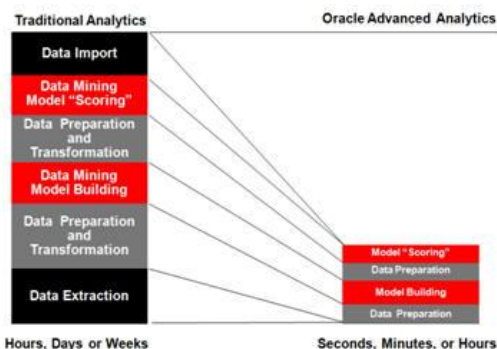 Traditional Analytics
Oracle Advanced Analytics
Data Import
Data Mining
Model "Scoring"
Data Preparation
and
Transformation
Data Mining
Model Building
Data Preparation
and
Transformation
Data Extraction
Model "Scoring"
Data Preparation
Model Building
Data Preparation
Hours, Days or Weeks
Seconds, Minutes, or Hours